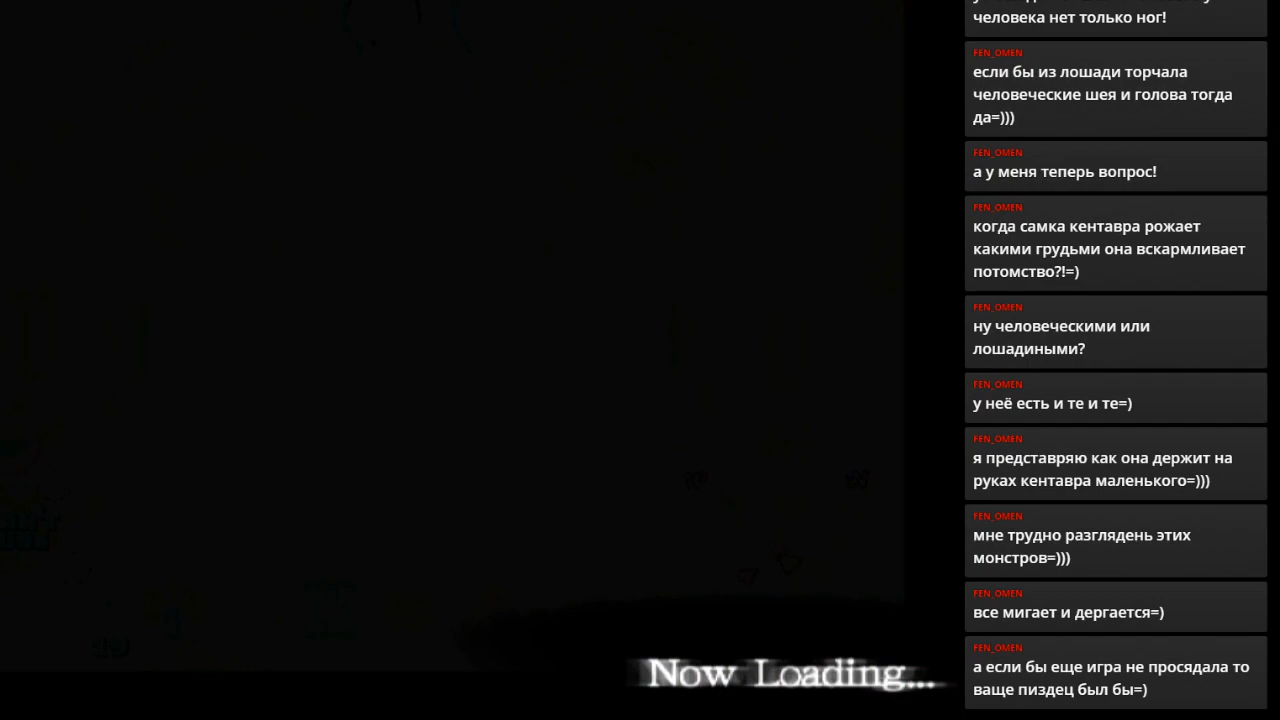 человека нет только ног!
FEN_OMEN
если бы из лошади торчала
человеческие шея и голова тогда
да=)))
FEN_OMEN
а у меня теперь вопрос!
FEN_OMEN
когда самка кентавра рожает
какими грудьми она вскармливает
потомство?!=)
FEN_OMEN
ну человеческими или
лошадиными?
FEN_OMEN
у неё есть и те и те=)
FEN_OMEN
я представряю как она держит на
руках кентавра маленького=)))
FEN_OMEN
мне трудно разглядень этих
монстров=)))
FEN_OMEN
все мигает и дергается=)
FEN_OMEN
а если бы еще игра не просядала то
ваще пиздец был бы=)
Now Loading...